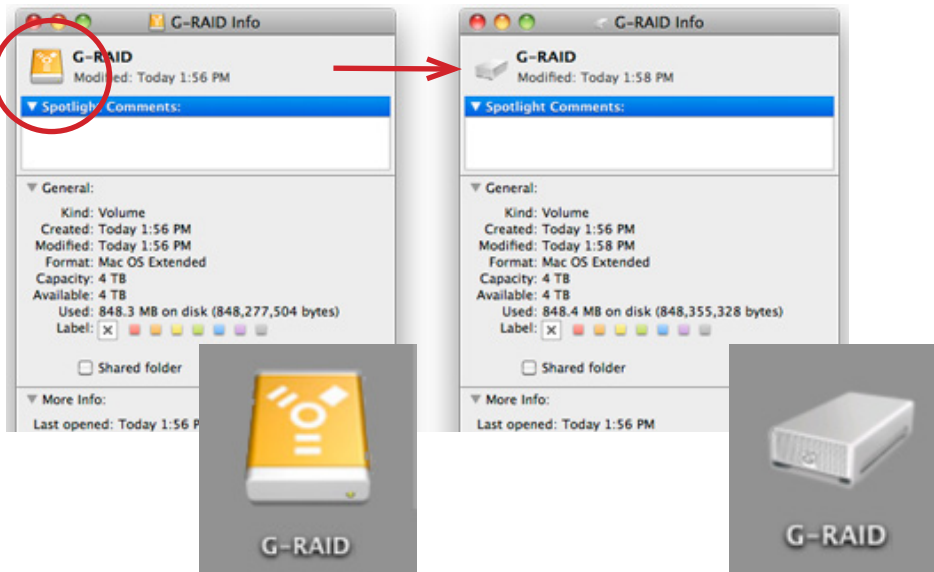 G-RAID Info
G-RAID
Modified: Today 1:56 PM
Spotlight Comments:
General:
Kind: Volume
Created: Today 1:56 PM
Modified: Today 1:56 PM
Format: Mac OS Extended
Capacity: 4 TB
Available: 4 TB
Used: 848.3 MB on disk (848,277,504 bytes)
Label: x
Shared folder
More Info:
Last opened: Today 1:56 P
G-RAID
G-RAID Info
G-RAID
Modified: Today 1:58 PM
Spotlight Comments:
General:
Kind: Volume
Created: Today 1:56 PM
Modified: Today 1:58 PM
Format: Mac OS Extended
Capacity: 4 TB
Available: 4 TB
Used: 848.4 MB on disk (848,355,328 bytes)
Label: x
Shared folder
More Info:
Last opened: Today 1:56 PM
G-RAID